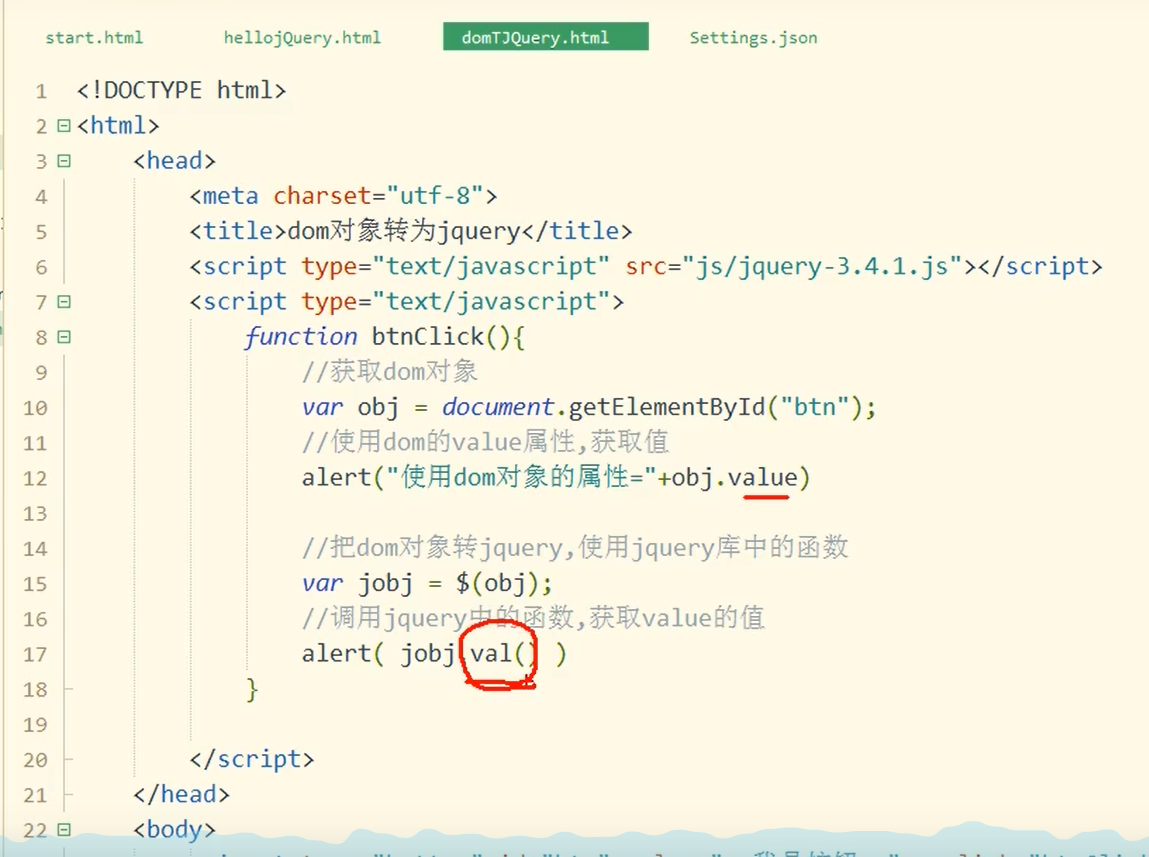 start.html hellojQuery.html domTJQuery.html Settings.json
1 <!DOCTYPE html>
2 <html>
3 <head>
4 <meta charset="utf-8">
5 <title>dom对象转为jquery</title>
6 <script type="text/javascript" src="js/jquery-3.4.1.js"></script>
7 <script type="text/javascript">
8 function btnClick(){
9 //获取dom对象
10 var obj = document.getElementById("btn");
11 //使用dom的value属性,获取值
12 alert("使用dom对象的属性="+obj.value)
13
14 //把dom对象转jquery,使用jquery库中的函数
15 var jobj = $(obj);
16 //调用jquery中的函数,获取value的值
17 alert( jobj val() )
18 }
19
20 </script>
21 </head>
22 <body>